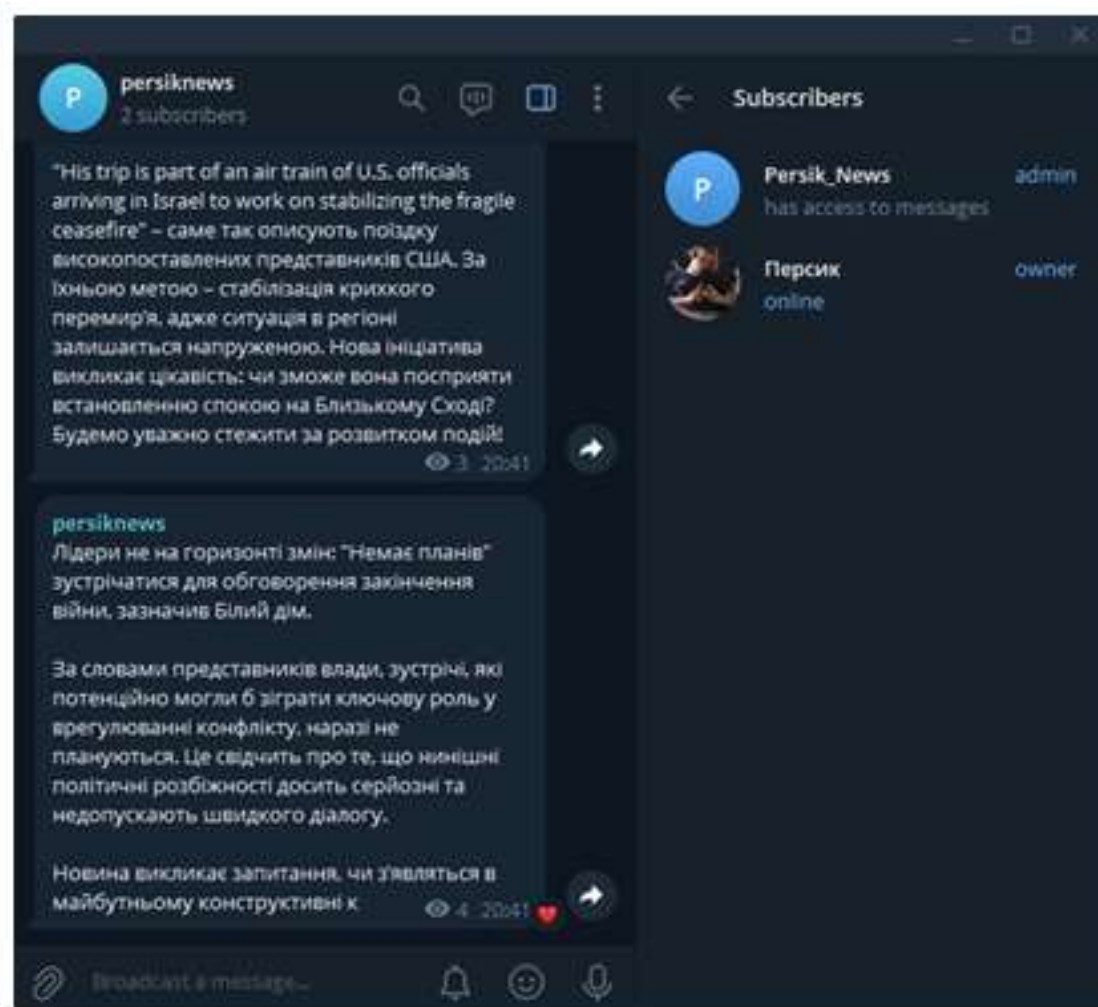 persiknews
2 subscribers
Subscribers
"His trip is part of an air train of U.S. officials
arriving in Israel to work on stabilizing the fragile
ceasefire" – саме так описують поїздку
високопоставлених представників США. За
їхньою метою – стабілізація крихкого
перемир'я, адже ситуація в регіоні
залишається напруженою. Нова ініціатива
викликає цікавість: чи зможе вона посприяти
встановленню спокою на Близькому Сході?
Будемо уважно стежити за розвитком подій!
3 20:41
persiknews
Лідери не на горизонті змін: "Немає планів"
зустрічатися для обговорення закінчення
війни, зазначив Білий дім.
За словами представників влади, зустрічі, які
потенційно могли б зіграти ключову роль у
врегулюванні конфлікту, наразі не
плануються. Це свідчить про те, що нинішні
політичні розбіжності досить серйозні та
недопускають швидкого діалогу.
Новина викликає запитання, чи з'являться в
майбутньому конструктивні к
4 20:41
Broadcast a message...
P
P
Persik_News
admin
has access to messages
Персик
owner
online